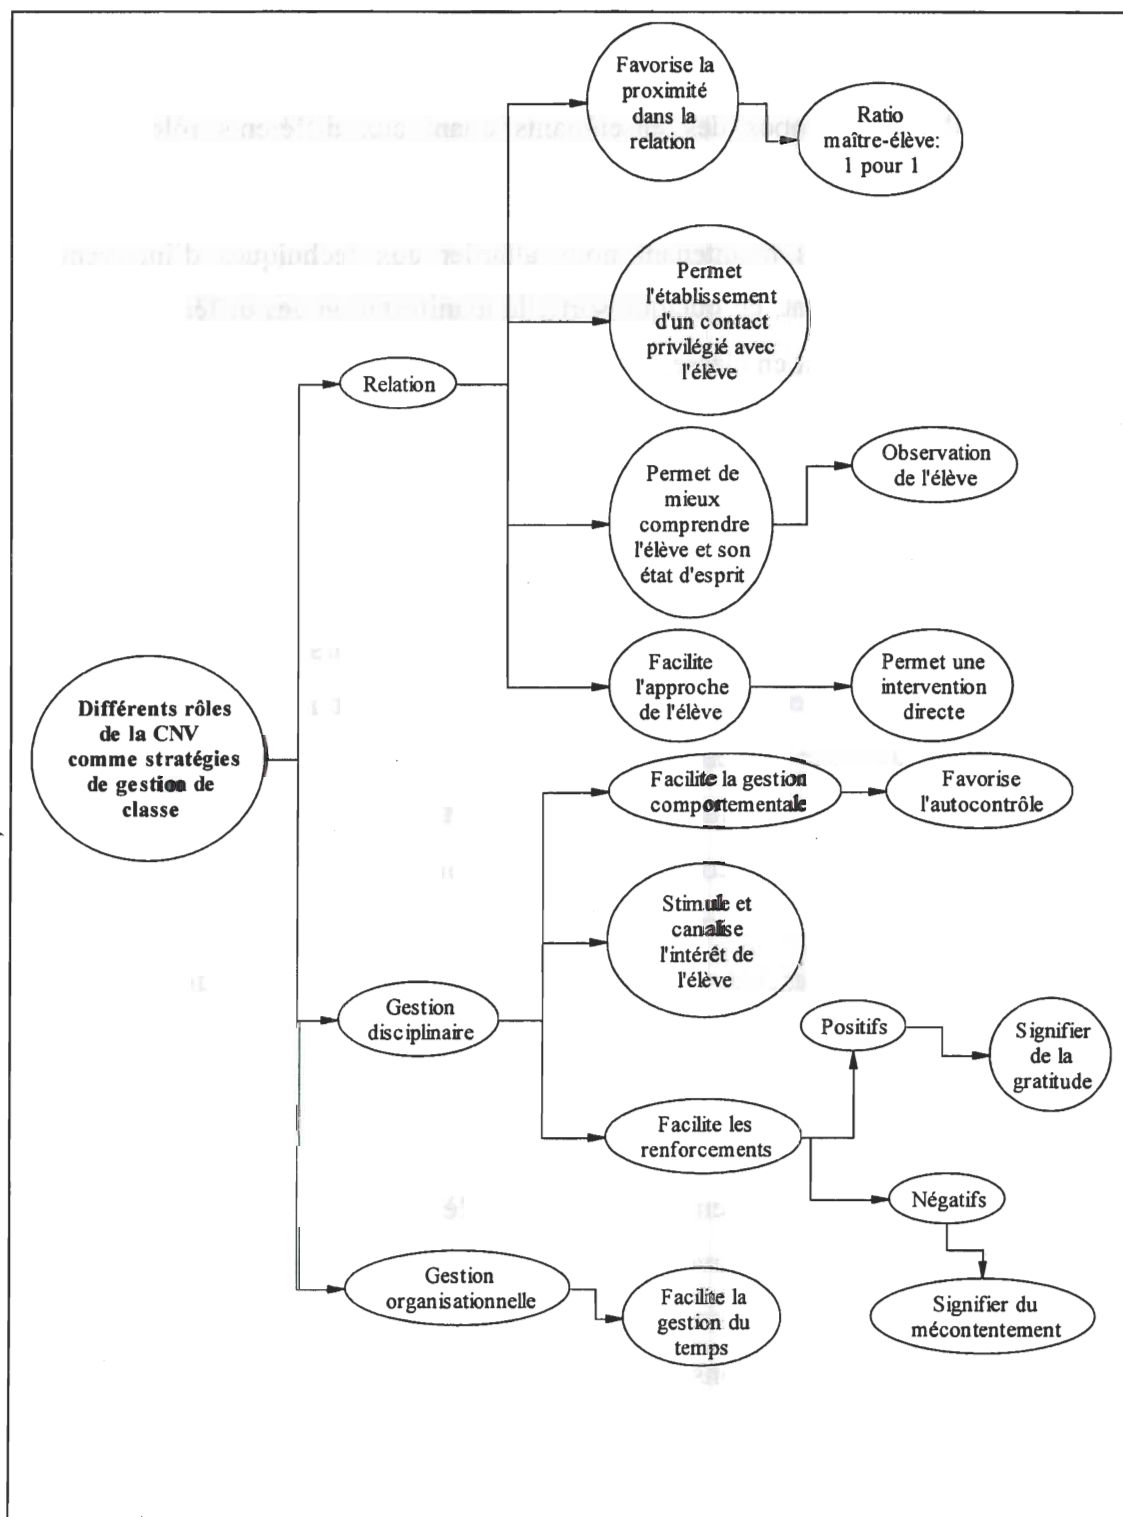 Favorise la
proximité
dans la
relation
Ratio
maître-élève:
1 pour 1
Permet
l'établissement
d'un contact
privilégié avec
l'élève
Relation
Permet de
mieux
comprendre
l'élève et son
état d'esprit
Observation
de l'élève
Facilite
l'approche
de l'élève
Permet une
intervention
directe
Différents rôles
de la CNV
comme stratégies
de gestion de
classe
Facilite la gestion
comportementale
Favorise
l'autocontrôle
Stimule et
canalise
l'intérêt de
l'élève
Gestion
disciplinaire
Positifs
Signifier
de la
gratitude
Facilite les
renforcements
Négatifs
Signifier du
mécontentement
Gestion
organisationnelle
Facilite la
gestion du
temps